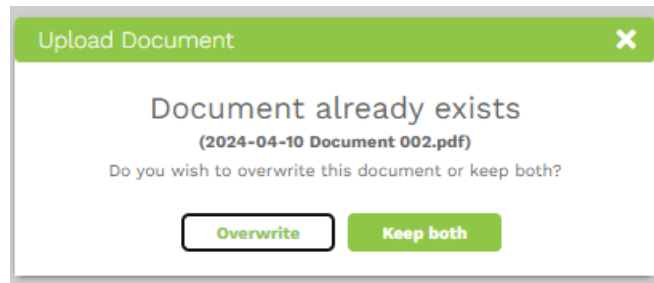 Upload Document
Document already exists
(2024-04-10 Document 002.pdf)
Do you wish to overwrite this document or keep both?
Overwrite Keep both